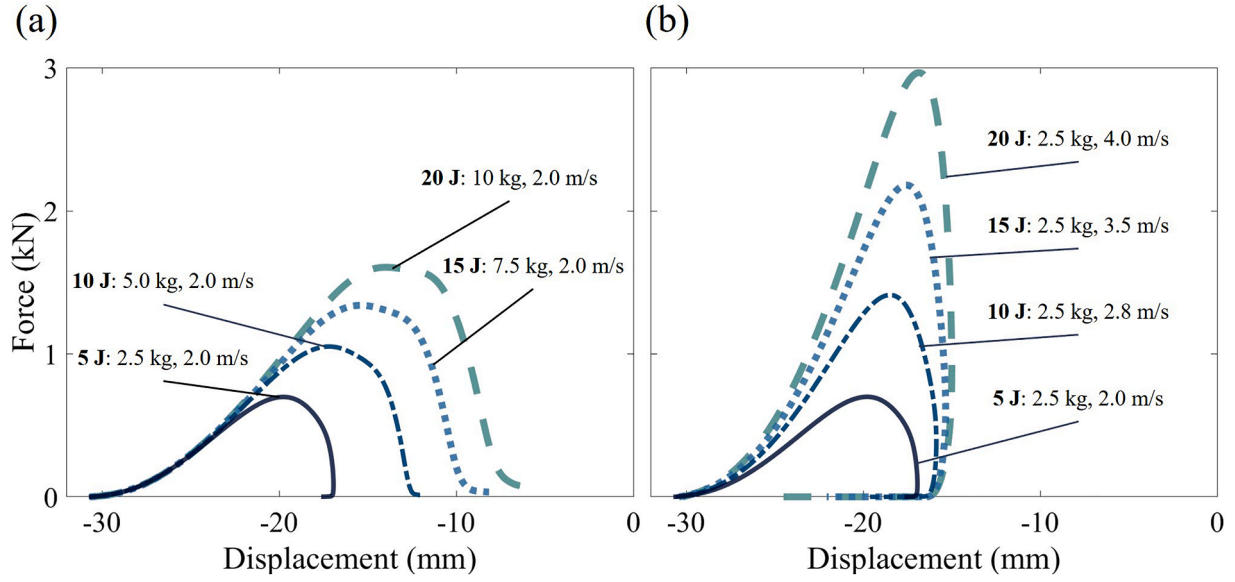 (a)
(b)
3
2
1
0
Force (kN)
20 J: 10 kg, 2.0 m/s
15 J: 7.5 kg, 2.0 m/s
10 J: 5.0 kg, 2.0 m/s
5 J: 2.5 kg, 2.0 m/s
-30
-20
-10
0
Displacement (mm)
20 J: 2.5 kg, 4.0 m/s
15 J: 2.5 kg, 3.5 m/s
10 J: 2.5 kg, 2.8 m/s
5 J: 2.5 kg, 2.0 m/s
-30
-20
-10
0
Displacement (mm)